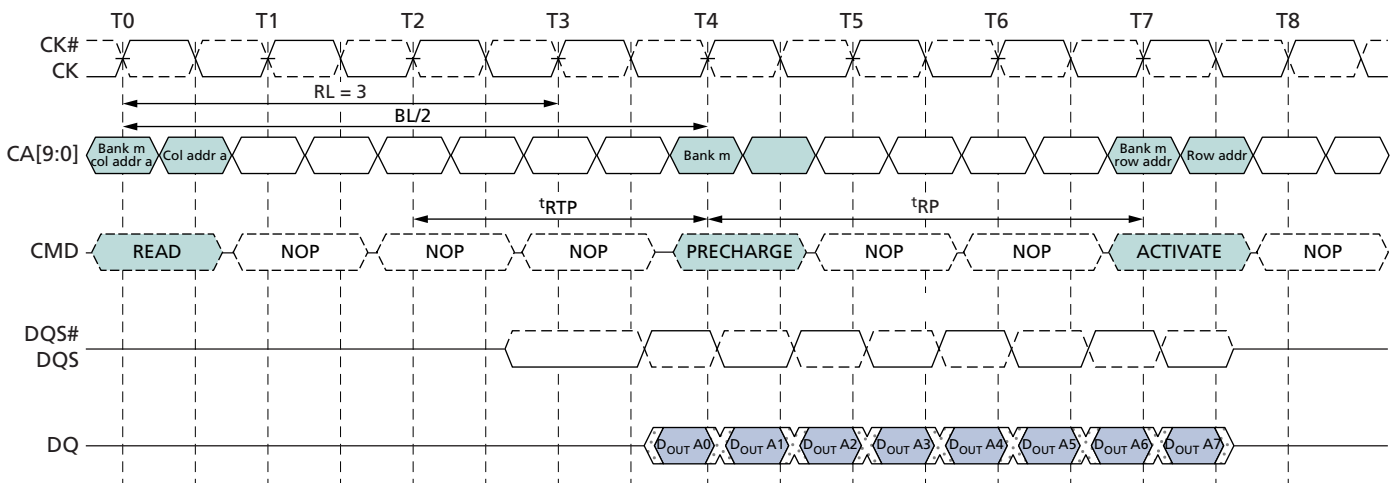 T0 T1 T2 T3 T4 T5 T6 T7 T8
CK#
CK
RL = 3
BL/2
CA[9:0]
Bank m
col addr a
Col addr a
Bank m
Bank m
row addr
Row addr
tRTP
tRP
CMD
READ NOP NOP NOP PRECHARGE NOP NOP ACTIVATE NOP
DQS#
DQS
DQ
DOUT A0 DOUT A1 DOUT A2 DOUT A3 DOUT A4 DOUT A5 DOUT A6 DOUT A7